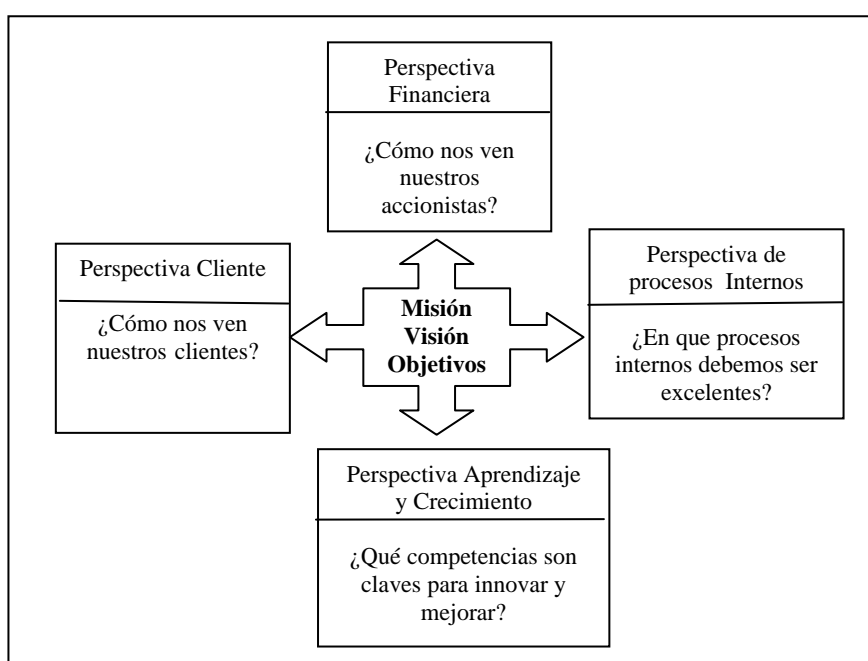 Perspectiva
Financiera
¿Cómo nos ven
nuestros
accionistas?
Perspectiva Cliente
¿Cómo nos ven
nuestros clientes?
Misión
Visión
Objetivos
Perspectiva de
procesos Internos
¿En que procesos
internos debemos ser
excelentes?
Perspectiva Aprendizaje
y Crecimiento
¿Qué competencias son
claves para innovar y
mejorar?